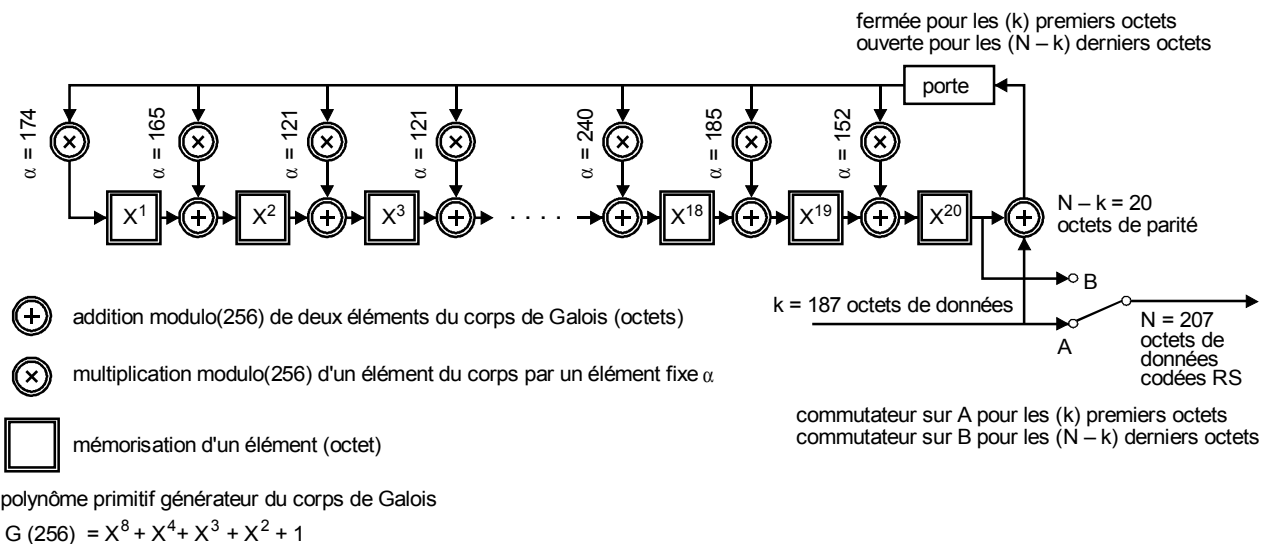 fermée pour les (k) premiers octets
ouverte pour les (N – k) derniers octets
porte
α = 174
α = 165
α = 121
α = 121
α = 240
α = 185
α = 152
X¹
X²
X³
. . . .
X¹⁸
X¹⁹
X²⁰
N – k = 20
octets de parité
B
k = 187 octets de données
A
N = 207
octets de
données
codées RS
addition modulo(256) de deux éléments du corps de Galois (octets)
multiplication modulo(256) d'un élément du corps par un élément fixe α
mémorisation d'un élément (octet)
commutateur sur A pour les (k) premiers octets
commutateur sur B pour les (N – k) derniers octets
polynôme primitif générateur du corps de Galois
G (256) = X⁸ + X⁴+ X³ + X² + 1